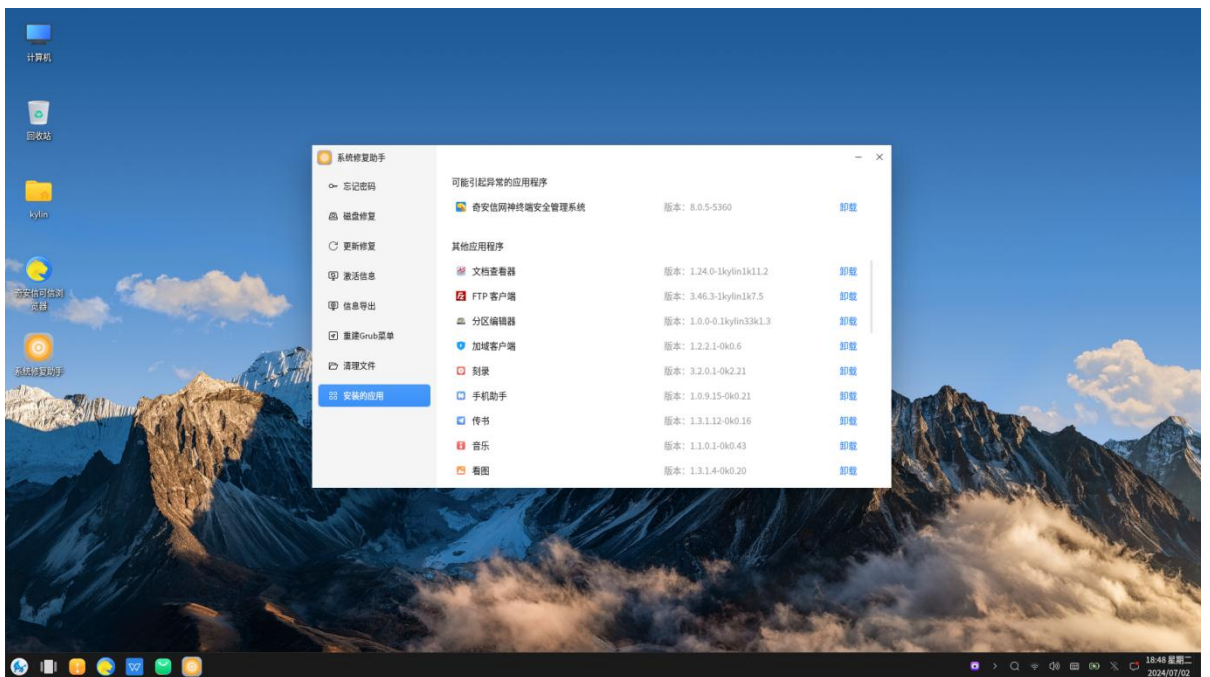 计算机
回收站
kylin
奇安信可信浏
览器
系统修复助手
系统修复助手
忘记密码
磁盘修复
更新修复
激活信息
信息导出
重建Grub菜单
清理文件
安装的应用
可能引起异常的应用程序
奇安信网神终端安全管理系统 版本: 8.0.5-5360 卸载
其他应用程序
文档查看器 版本: 1.24.0-1kylin1k11.2 卸载
FTP 客户端 版本: 3.46.3-1kylin1k7.5 卸载
分区编辑器 版本: 1.0.0-0.1kylin33k1.3 卸载
加域客户端 版本: 1.2.2.1-0k0.6 卸载
刻录 版本: 3.2.0.1-0k2.21 卸载
手机助手 版本: 1.0.9.15-0k0.21 卸载
传书 版本: 1.3.1.12-0k0.16 卸载
音乐 版本: 1.1.0.1-0k0.43 卸载
看图 版本: 1.3.1.4-0k0.20 卸载
18:48 星期二
2024/07/02